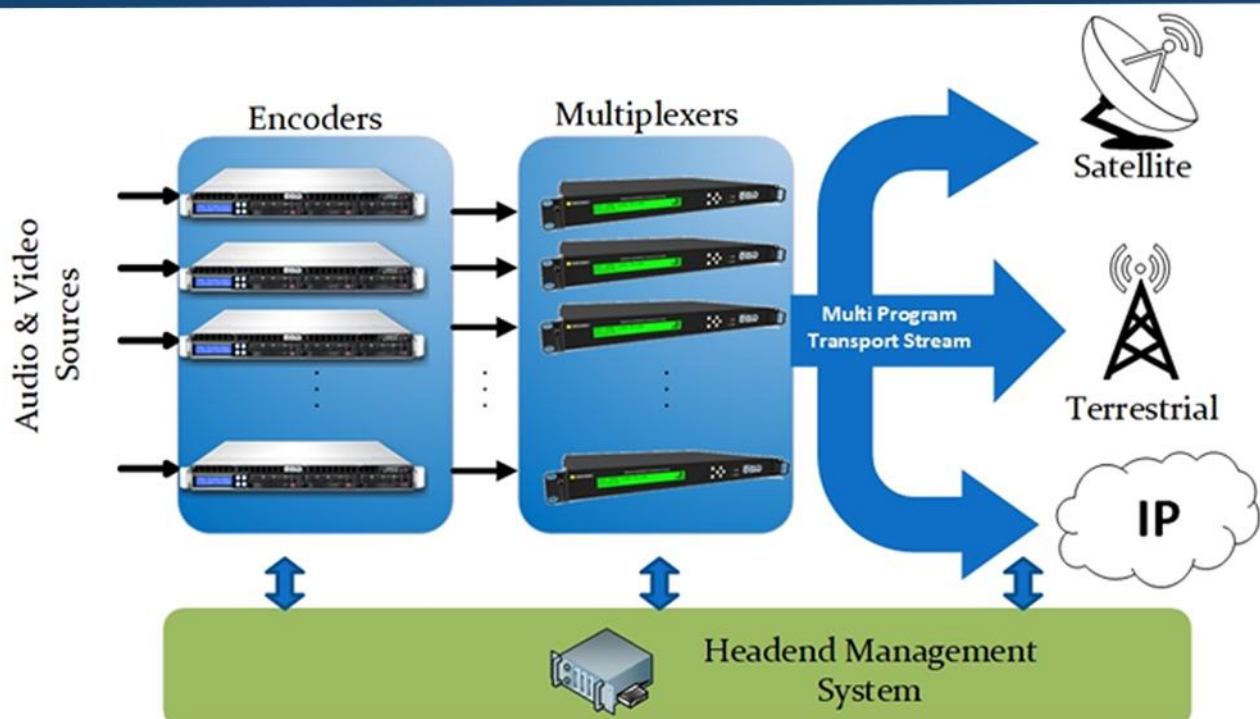 Encoders
Multiplexers
Audio & Video
Sources
Multi Program
Transport Stream
Satellite
Terrestrial
IP
Headend Management
System